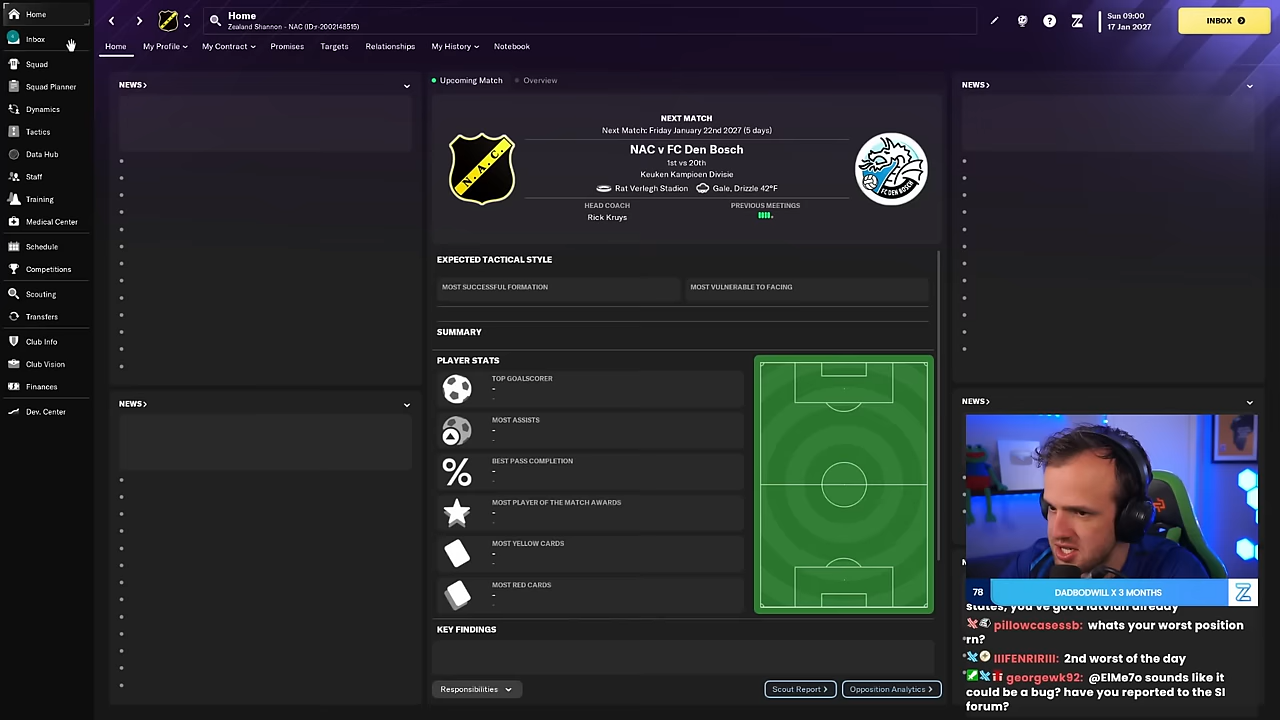 Home
Inbox
Squad
Squad Planner
Dynamics
Tactics
Data Hub
Staff
Training
Medical Center
Schedule
Competitions
Scouting
Transfers
Club Info
Club Vision
Finances
Dev. Center
Home
Zealand Shannon - NAC (ID:r-2002148515)
Sun 09:00
17 Jan 2027
INBOX
Home
My Profile
My Contract
Promises
Targets
Relationships
My History
Notebook
NEWS >
NEWS >
Upcoming Match
Overview
NEXT MATCH
Next Match: Friday January 22nd 2027 (5 days)
NAC v FC Den Bosch
1st vs 20th
Keuken Kampioen Divisie
Rat Verlegh Stadion
Gale, Drizzle 42°F
HEAD COACH
Rick Kruys
PREVIOUS MEETINGS
N.A.C.
FC DEN BOSCH
EXPECTED TACTICAL STYLE
MOST SUCCESSFUL FORMATION
MOST VULNERABLE TO FACING
SUMMARY
PLAYER STATS
TOP GOALSCORER
-
-
MOST ASSISTS
-
-
BEST PASS COMPLETION
-
-
MOST PLAYER OF THE MATCH AWARDS
-
-
MOST YELLOW CARDS
-
-
MOST RED CARDS
-
-
KEY FINDINGS
Responsibilities
Scout Report >
Opposition Analytics >
NEWS >
NEWS >
78
DADBODWILL X 3 MONTHS
states, you've got a latvian already
pillowcasessb: whats your worst position
rn?
IIIFENRIRIII: 2nd worst of the day
georgewk92: @ElMe7o sounds like it
could be a bug? have you reported to the SI
forum?